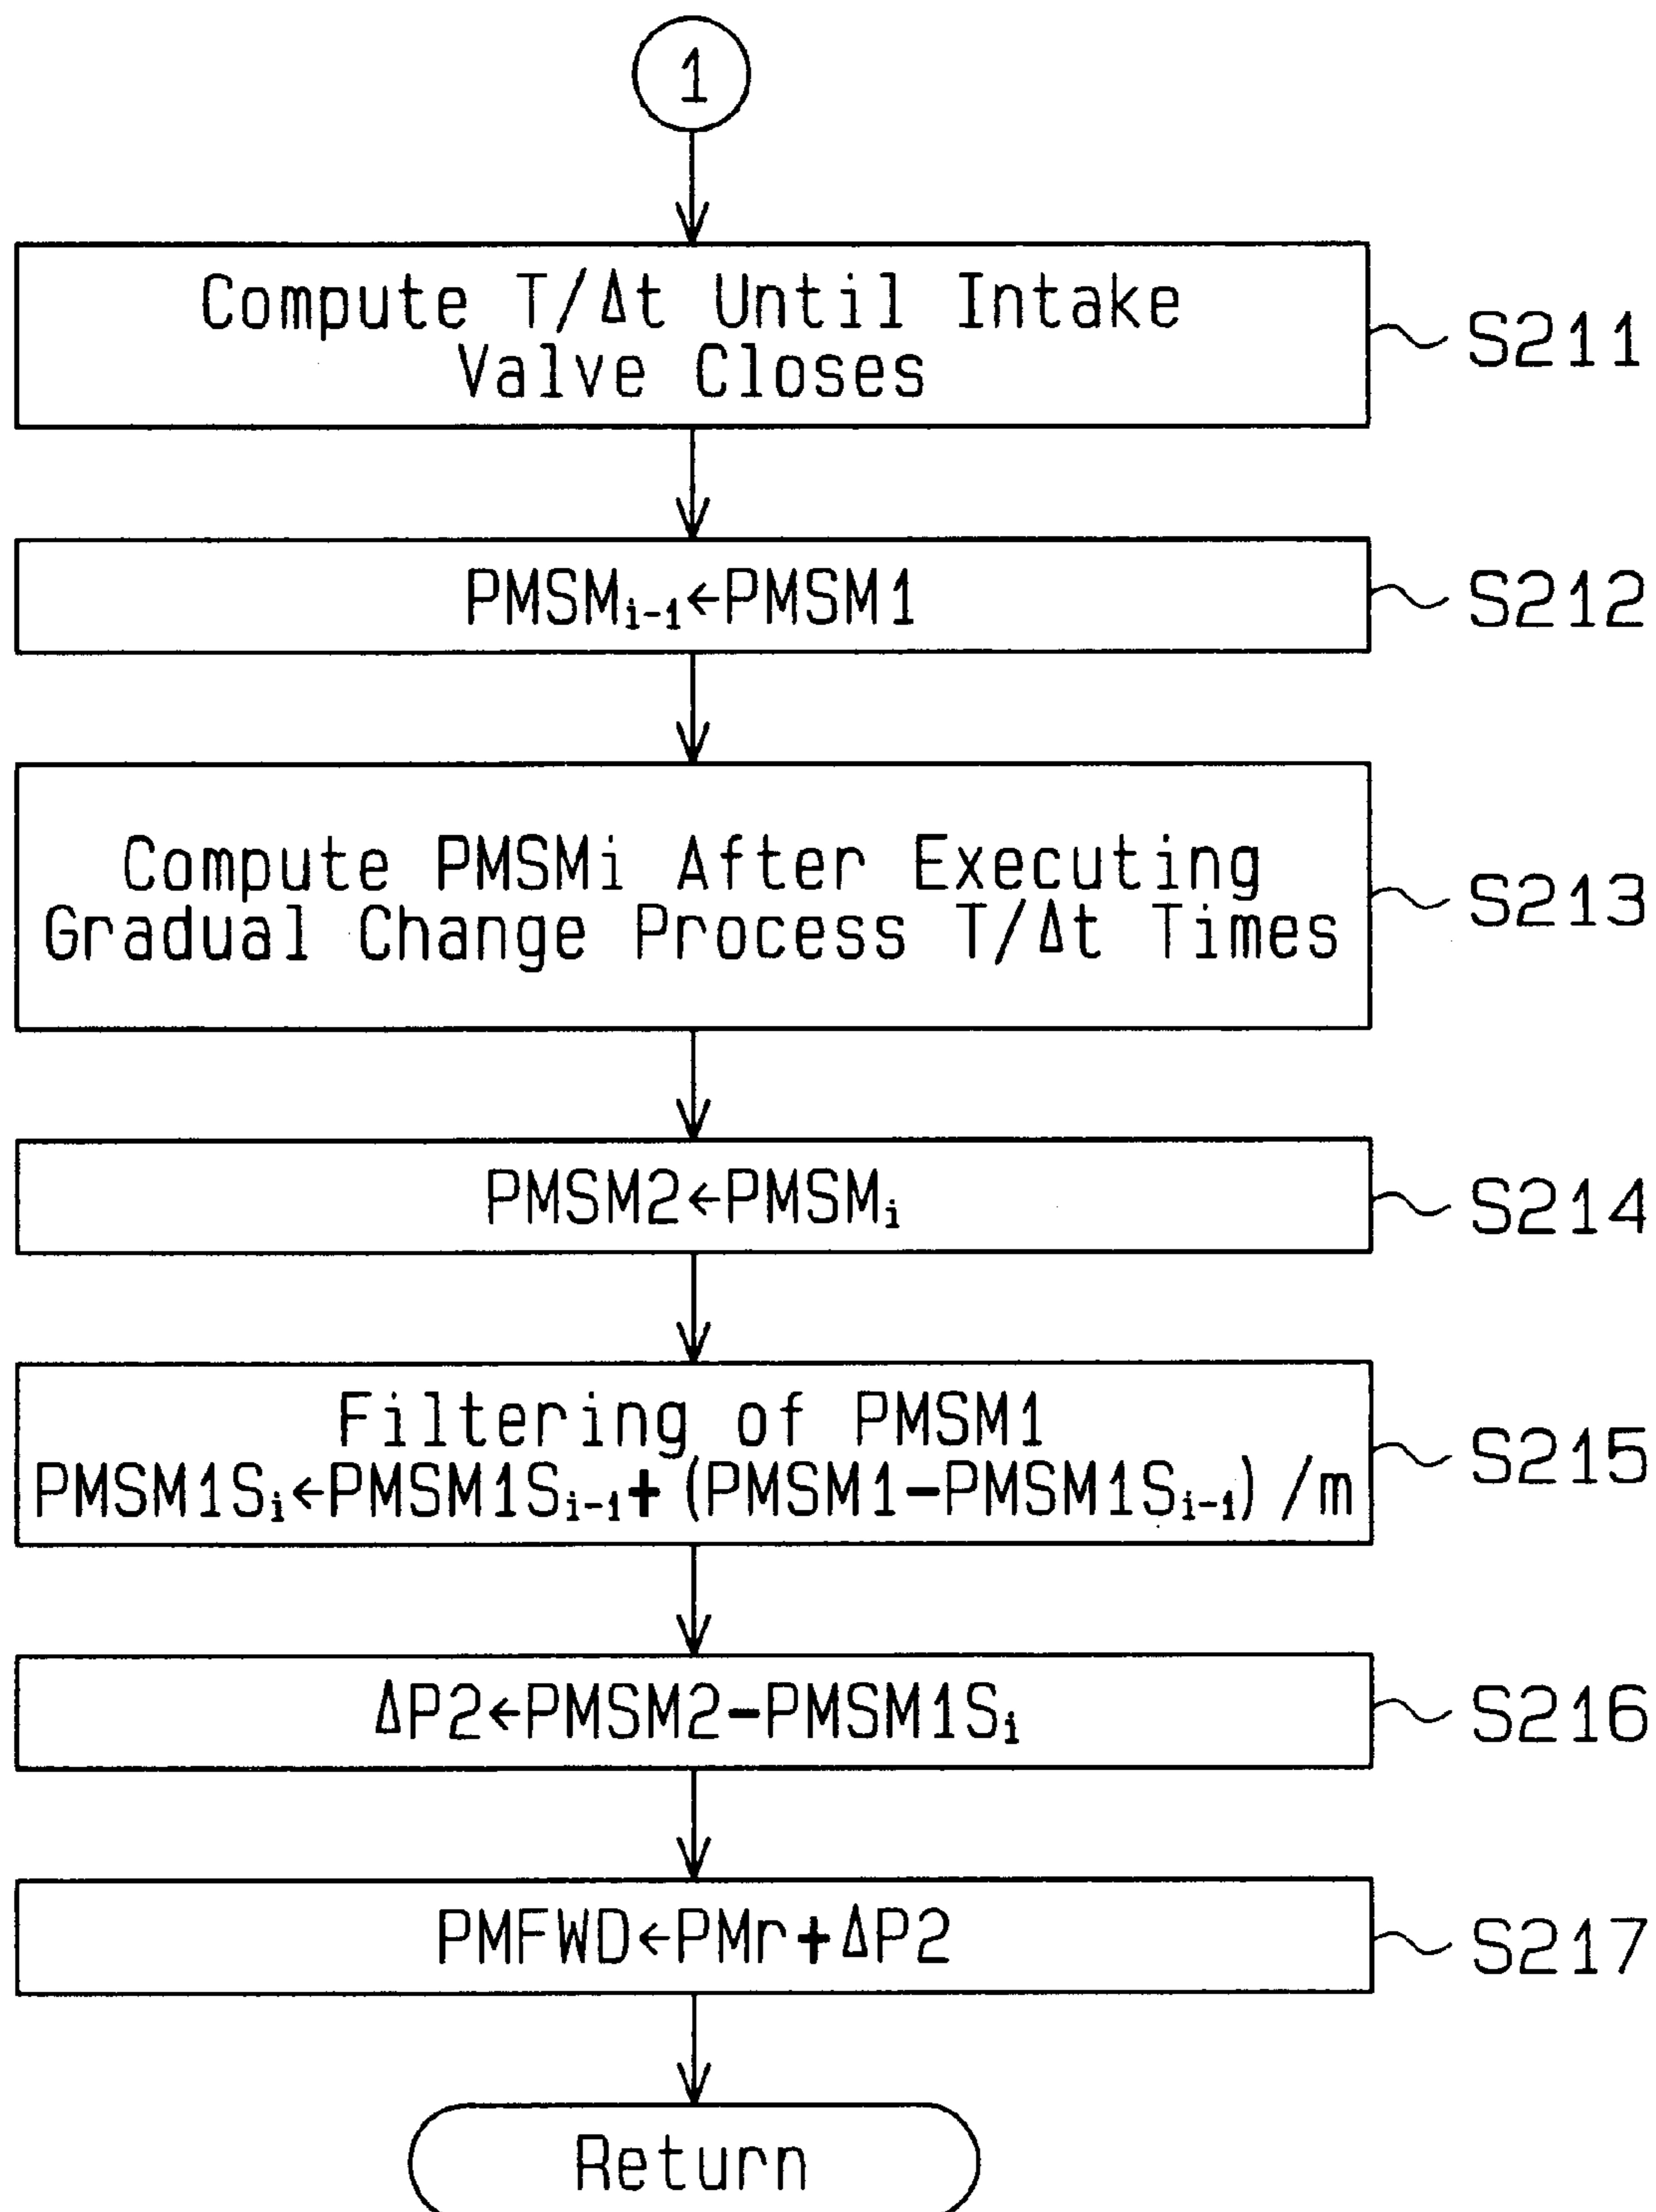 1
Compute T/Δt Until Intake
Valve Closes
S211
PMSMi-1←PMSM1
S212
Compute PMSMi After Executing
Gradual Change Process T/Δt Times
S213
PMSM2←PMSMi
S214
Filtering of PMSM1
PMSM1Si←PMSM1Si-1+(PMSM1-PMSM1Si-1)/m
S215
ΔP2←PMSM2-PMSM1Si
S216
PMFWD←PMr+ΔP2
S217
Return